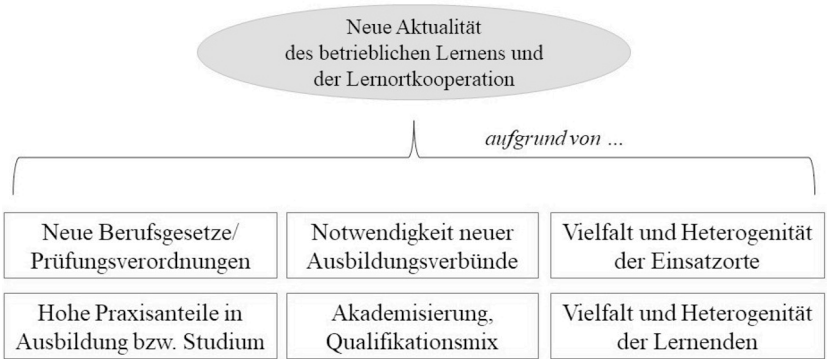 Neue Aktualität
des betrieblichen Lernens und
der Lernortkooperation
aufgrund von ...
Neue Berufsgesetze/
Prüfungsverordnungen
Notwendigkeit neuer
Ausbildungsverbünde
Vielfalt und Heterogenität
der Einsatzorte
Hohe Praxisanteile in
Ausbildung bzw. Studium
Akademisierung,
Qualifikationsmix
Vielfalt und Heterogenität
der Lernenden